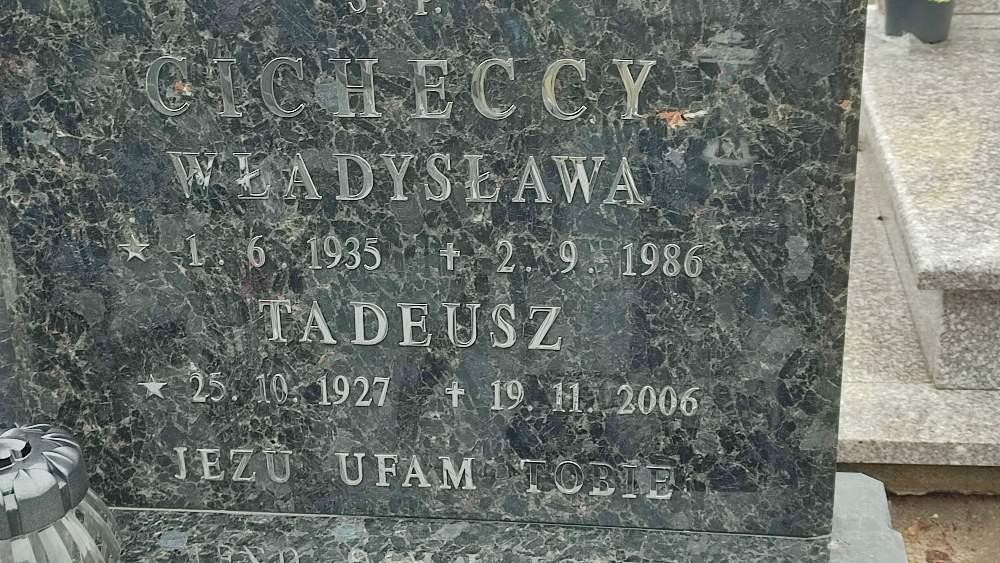 Ś. P.
CICHECCY
WŁADYSŁAWA
★ 1. 6 1935 ✝ 2. 9. 1986
TADEUSZ
★ 25. 10. 1927 ✝ 19. 11. 2006
JEZU UFAM TOBIE